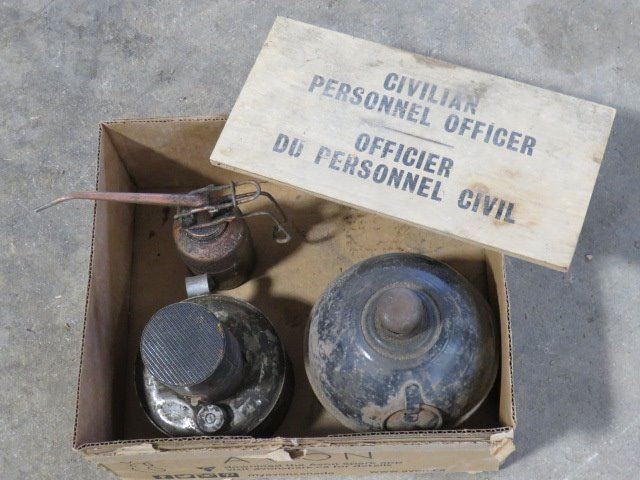 CIVILIAN
PERSONNEL OFFICER
OFFICIER
DU PERSONNEL CIVIL